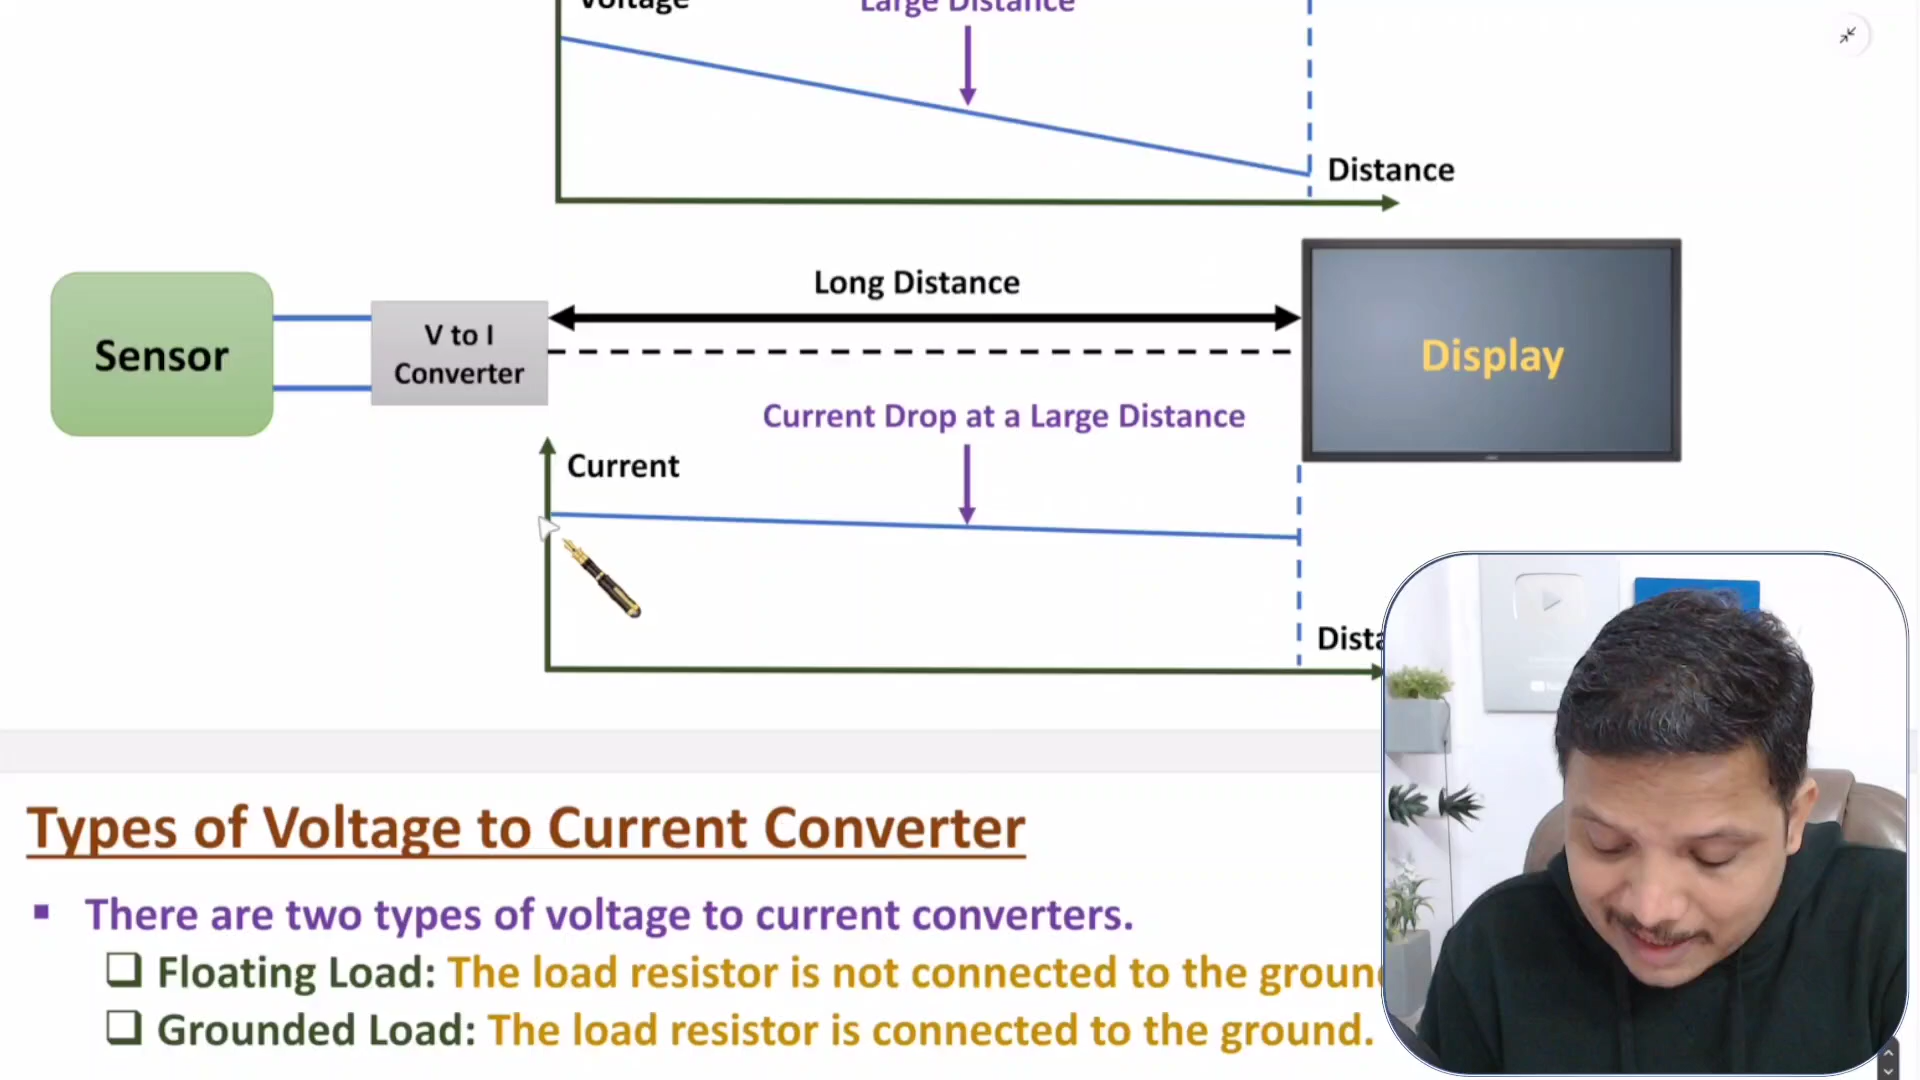 Voltage
Large Distance
Distance
Long Distance
Sensor
V to I
Converter
Display
Current Drop at a Large Distance
Current
Types of Voltage to Current Converter
▪ There are two types of voltage to current converters.
❑ Floating Load: The load resistor is not connected to the
❑ Grounded Load: The load resistor is connected to the ground.